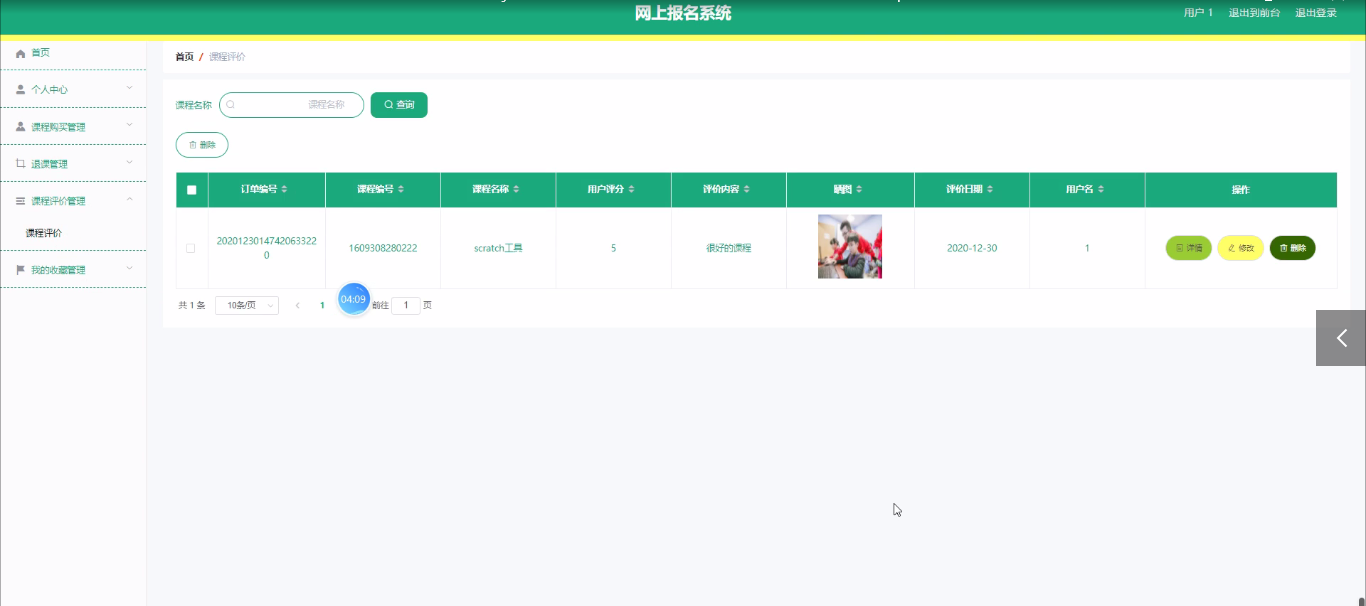 网上报名系统
用户 1 退出到前台 退出登录
首页
个人中心
课程购买管理
退课管理
课程评价管理
课程评价
我的收藏管理
首页 / 课程评价
课程名称 课程名称 查询
删除
订单编号 课程编号 课程名称 用户评分 评价内容 晒图 评价日期 用户名 操作
2020123014742063322
0
1609308280222 scratch工具 5 很好的课程 2020-12-30 1 详情 修改 删除
共 1 条 10条/页 1 04:09 前往 1 页